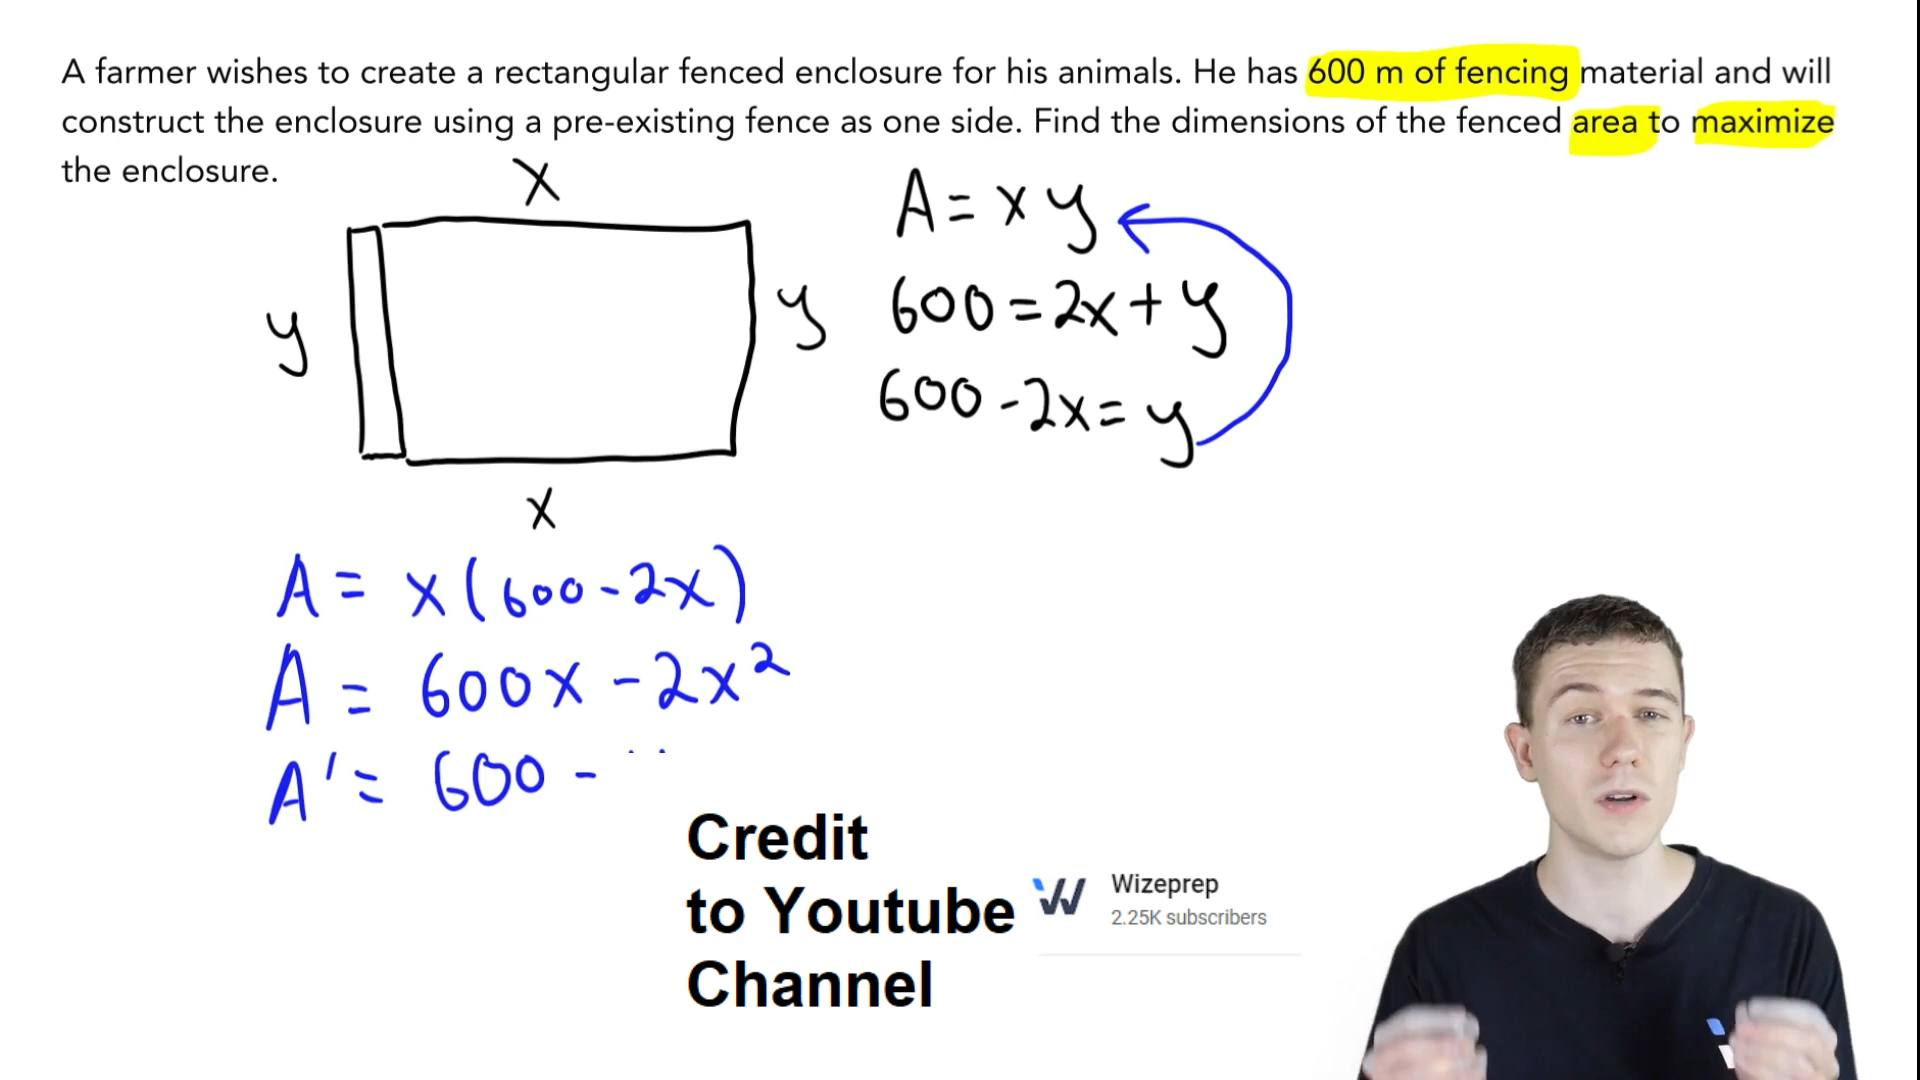 A farmer wishes to create a rectangular fenced enclosure for his animals. He has 600 m of fencing material and will
construct the enclosure using a pre-existing fence as one side. Find the dimensions of the fenced area to maximize
the enclosure.
x
y
y
x
A = xy
600 = 2x + y
600 - 2x = y
A = x(600 - 2x)
A = 600x - 2x²
A' = 600 -
Credit
to Youtube
Channel
Wizeprep
2.25K subscribers